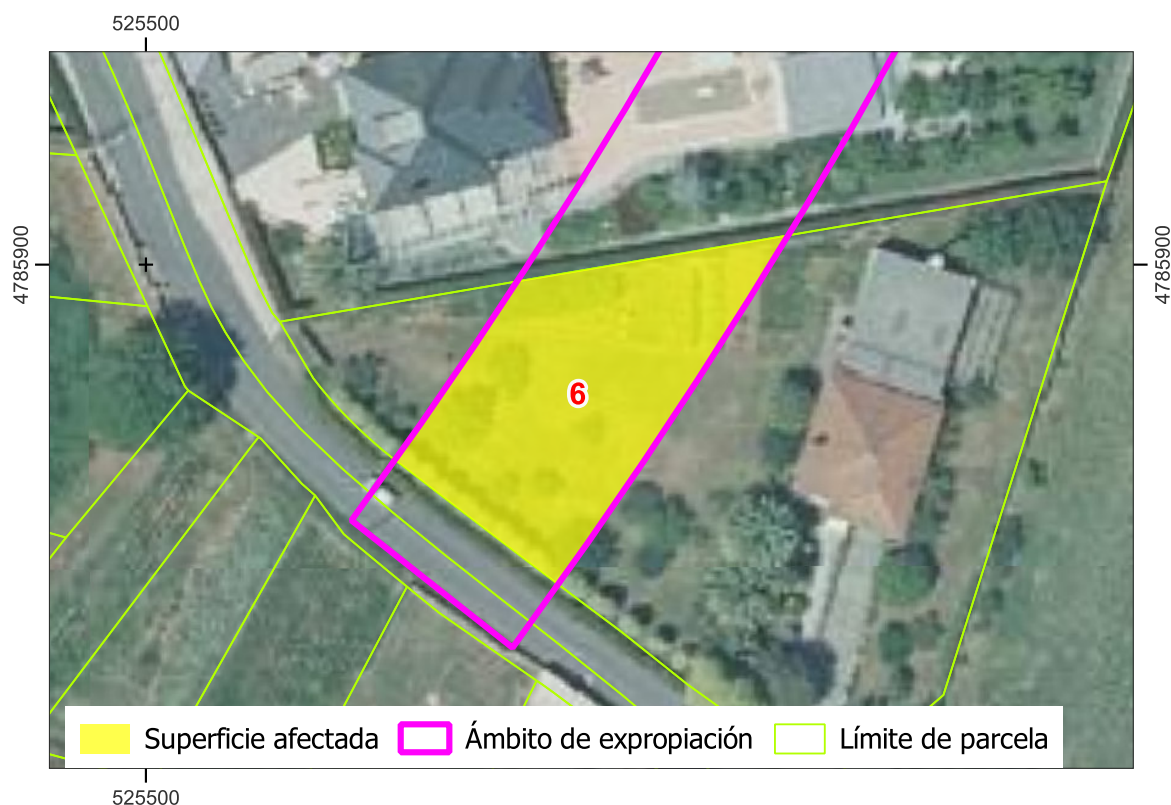 525500
4785900
4785900
6
Superficie afectada
Ámbito de expropiación
Límite de parcela
525500